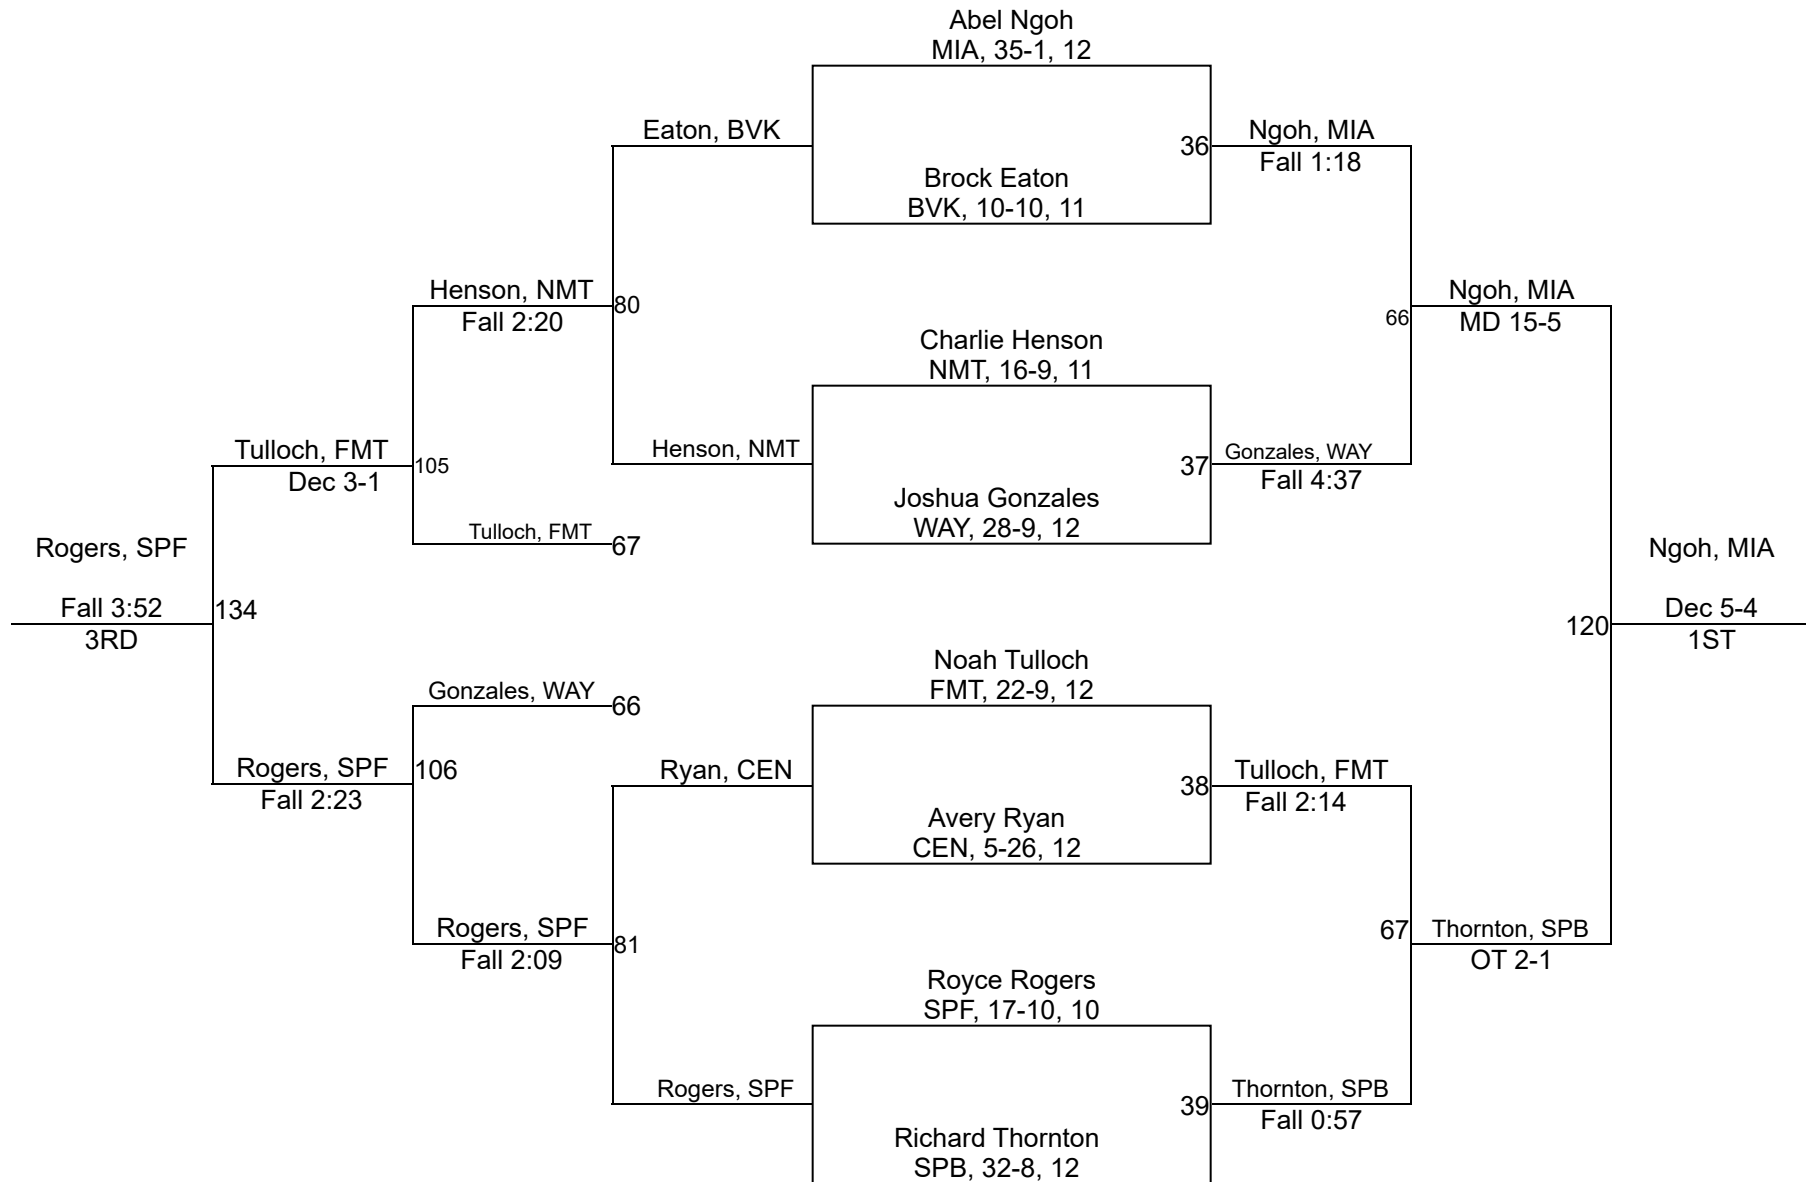 Abel Ngoh
MIA, 35-1, 12
Eaton, BVK
36
Ngoh, MIA
Fall 1:18
Brock Eaton
BVK, 10-10, 11
Henson, NMT
Fall 2:20
80
Ngoh, MIA
66
MD 15-5
Charlie Henson
NMT, 16-9, 11
Tulloch, FMT
Dec 3-1
105
Henson, NMT
37
Gonzales, WAY
Fall 4:37
Joshua Gonzales
WAY, 28-9, 12
Tulloch, FMT
67
Rogers, SPF
Fall 3:52
3RD
134
Ngoh, MIA
120
Dec 5-4
1ST
Noah Tulloch
FMT, 22-9, 12
Gonzales, WAY
66
Rogers, SPF
Fall 2:23
106
Ryan, CEN
38
Tulloch, FMT
Fall 2:14
Avery Ryan
CEN, 5-26, 12
Rogers, SPF
Fall 2:09
81
67
Thornton, SPB
OT 2-1
Royce Rogers
SPF, 17-10, 10
Rogers, SPF
39
Thornton, SPB
Fall 0:57
Richard Thornton
SPB, 32-8, 12